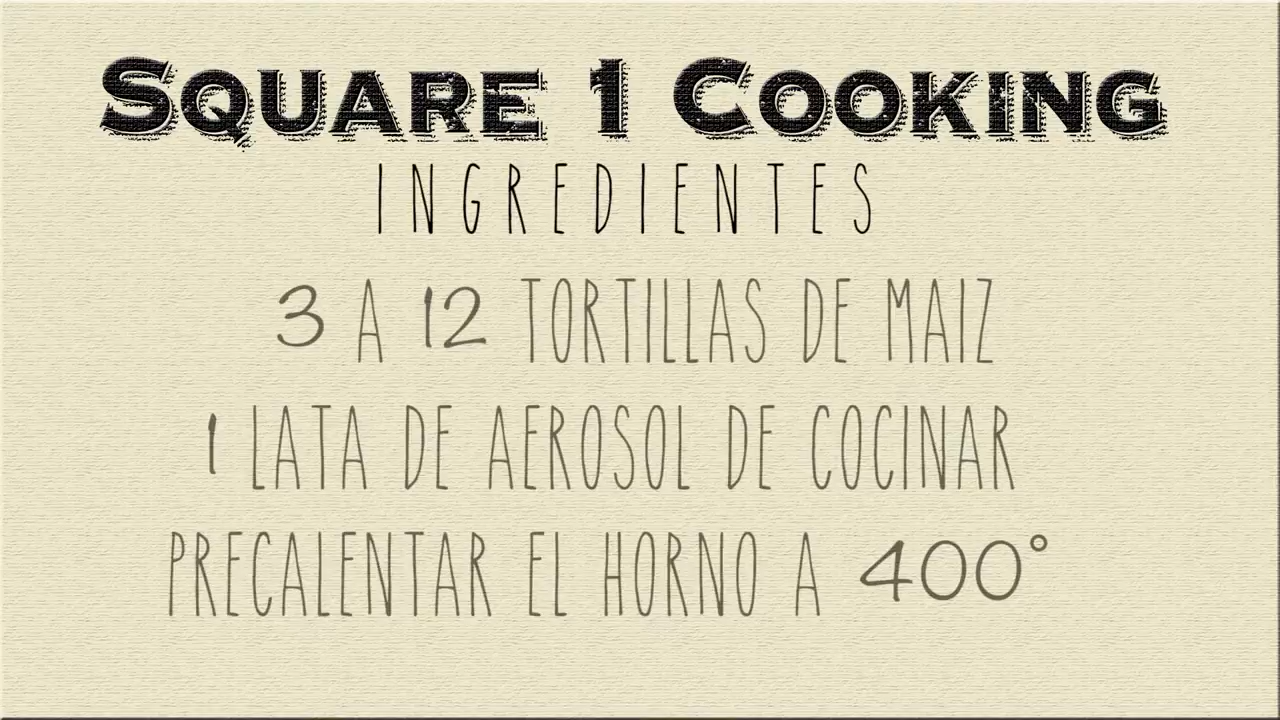 SQUARE 1 COOKING
INGREDIENTES
3 A 12 TORTILLAS DE MAIZ
1 LATA DE AEROSOL DE COCINAR
PRECALENTAR EL HORNO A 400°